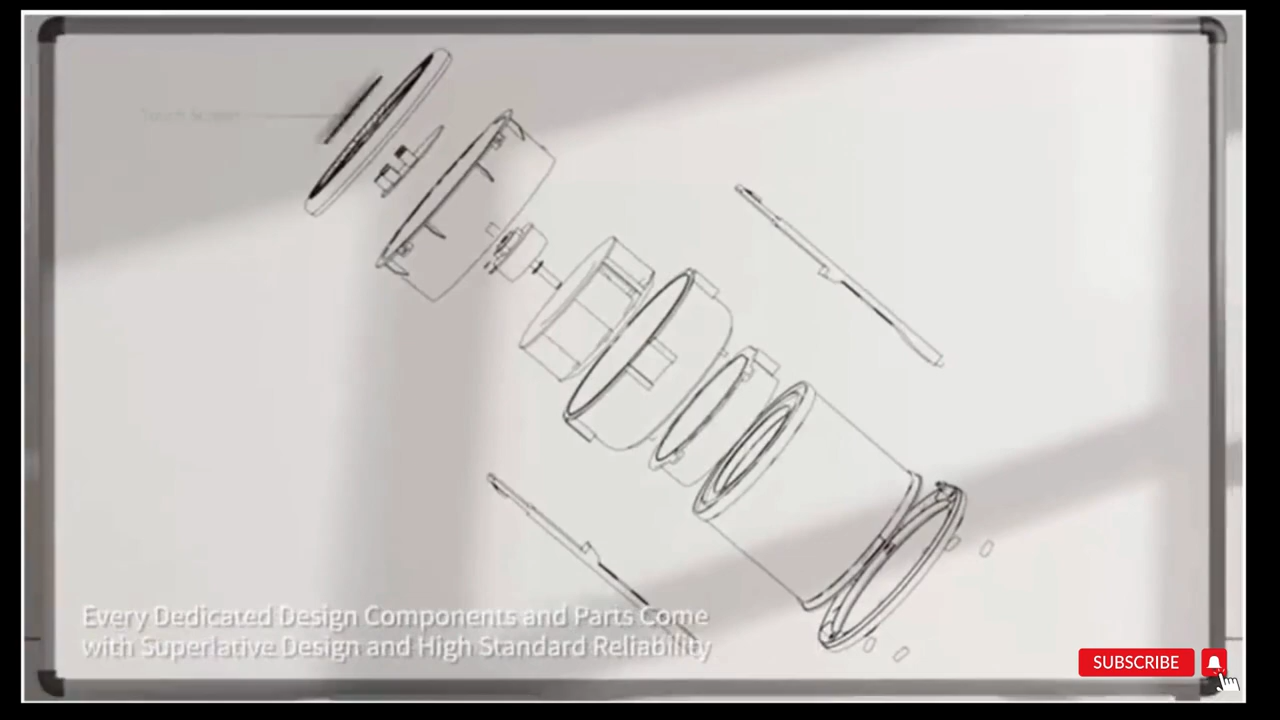 Every Dedicated Design Components and Parts Come
with Superlative Design and High Standard Reliability
SUBSCRIBE